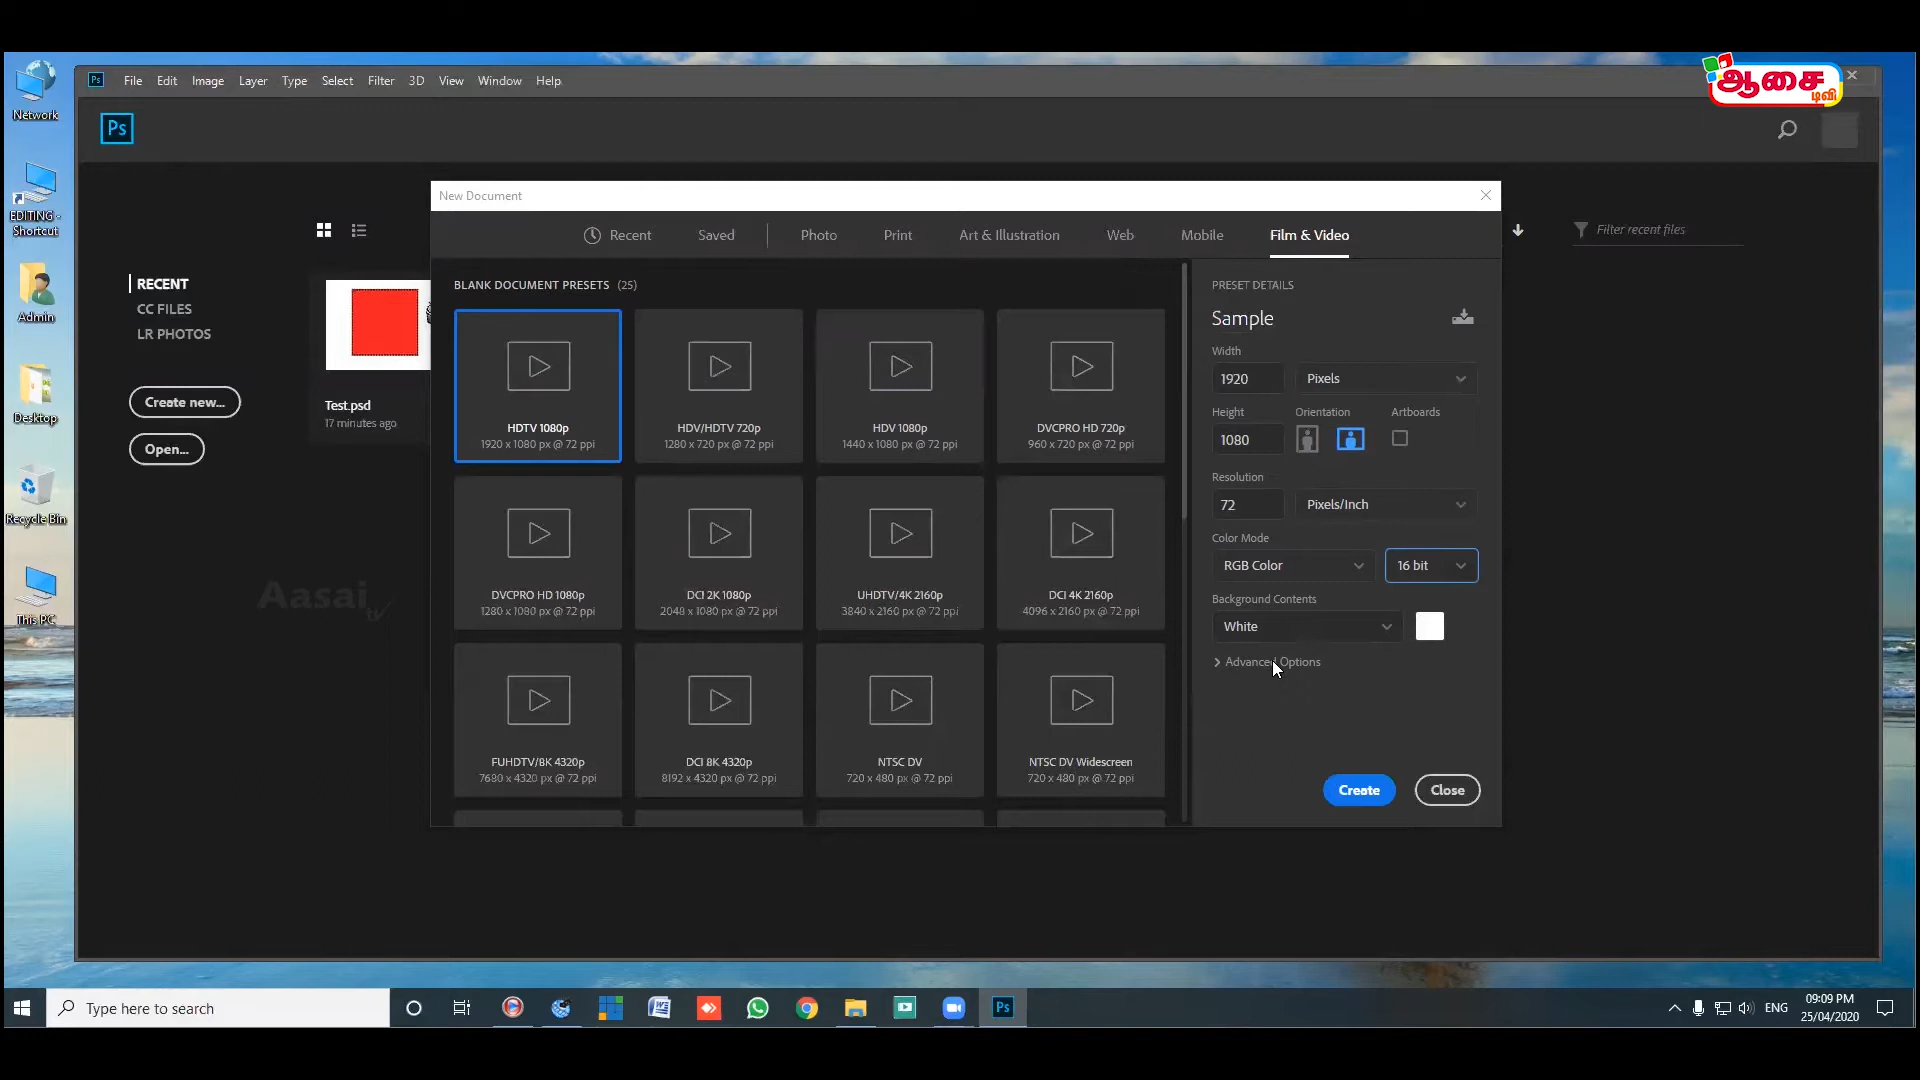 ஆசை
டிவி
Network
EDITING -
Shortcut
Admin
Desktop
Recycle Bin
This PC
Ps
File Edit Image Layer Type Select Filter 3D View Window Help
Ps
RECENT
CC FILES
LR PHOTOS
Create new...
Open...
Test.psd
17 minutes ago
Filter recent files
Aasai tv
New Document
Recent Saved Photo Print Art & Illustration Web Mobile Film & Video
BLANK DOCUMENT PRESETS (25)
HDTV 1080p
1920 x 1080 px @ 72 ppi
HDV/HDTV 720p
1280 x 720 px @ 72 ppi
HDV 1080p
1440 x 1080 px @ 72 ppi
DVCPRO HD 720p
960 x 720 px @ 72 ppi
DVCPRO HD 1080p
1280 x 1080 px @ 72 ppi
DCI 2K 1080p
2048 x 1080 px @ 72 ppi
UHDTV/4K 2160p
3840 x 2160 px @ 72 ppi
DCI 4K 2160p
4096 x 2160 px @ 72 ppi
FUHDTV/8K 4320p
7680 x 4320 px @ 72 ppi
DCI 8K 4320p
8192 x 4320 px @ 72 ppi
NTSC DV
720 x 480 px @ 72 ppi
NTSC DV Widescreen
720 x 480 px @ 72 ppi
PRESET DETAILS
Sample
Width
1920 Pixels
Height Orientation Artboards
1080
Resolution
72 Pixels/Inch
Color Mode
RGB Color 16 bit
Background Contents
White
Advanced Options
Create Close
Type here to search
Ps
ENG
09:09 PM
25/04/2020